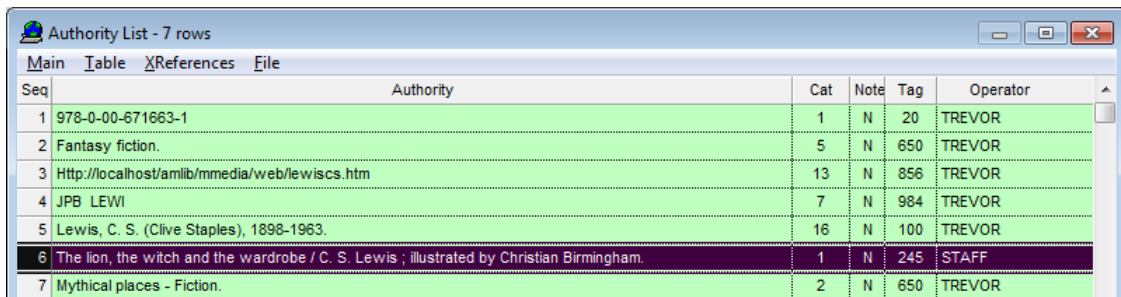 Authority List - 7 rows
Main Table XReferences File
Seq Authority Cat Note Tag Operator
1 978-0-00-671663-1 1 N 20 TREVOR
2 Fantasy fiction. 5 N 650 TREVOR
3 Http://localhost/amlib/mmedia/web/lewiscs.htm 13 N 856 TREVOR
4 JPB LEWI 7 N 984 TREVOR
5 Lewis, C. S. (Clive Staples), 1898-1963. 16 N 100 TREVOR
6 The lion, the witch and the wardrobe / C. S. Lewis ; illustrated by Christian Birmingham. 1 N 245 STAFF
7 Mythical places - Fiction. 2 N 650 TREVOR